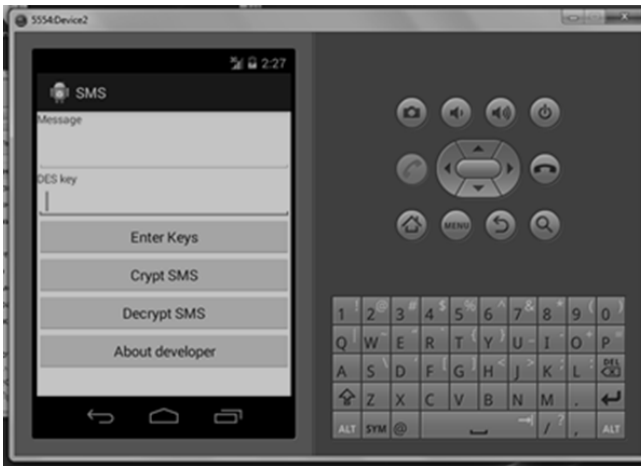 5554:Device2
2:27
SMS
Message
DES key
Enter Keys
Crypt SMS
Decrypt SMS
About developer
MENU
1 ! 2 @ 3 # 4 $ 5 % 6 ^ 7 & 8 * 9 ( 0 )
Q W ~ E " R ` T { Y } U - I O + P =
A S \ D ' F [ G ] H < J > K ; L : DEL
Z X C V B N M .
ALT SYM @ / ? , ALT